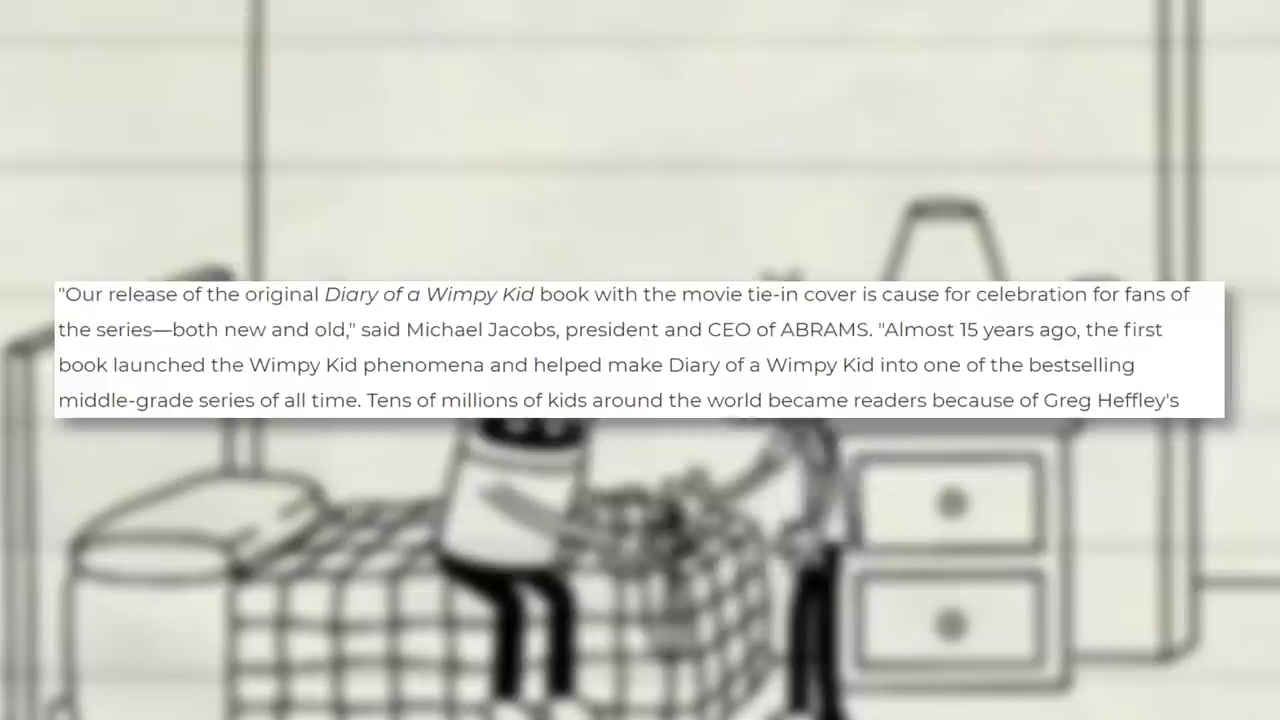 "Our release of the original Diary of a Wimpy Kid book with the movie tie-in cover is cause for celebration for fans of
the series—both new and old," said Michael Jacobs, president and CEO of ABRAMS. "Almost 15 years ago, the first
book launched the Wimpy Kid phenomena and helped make Diary of a Wimpy Kid into one of the bestselling
middle-grade series of all time. Tens of millions of kids around the world became readers because of Greg Heffley's